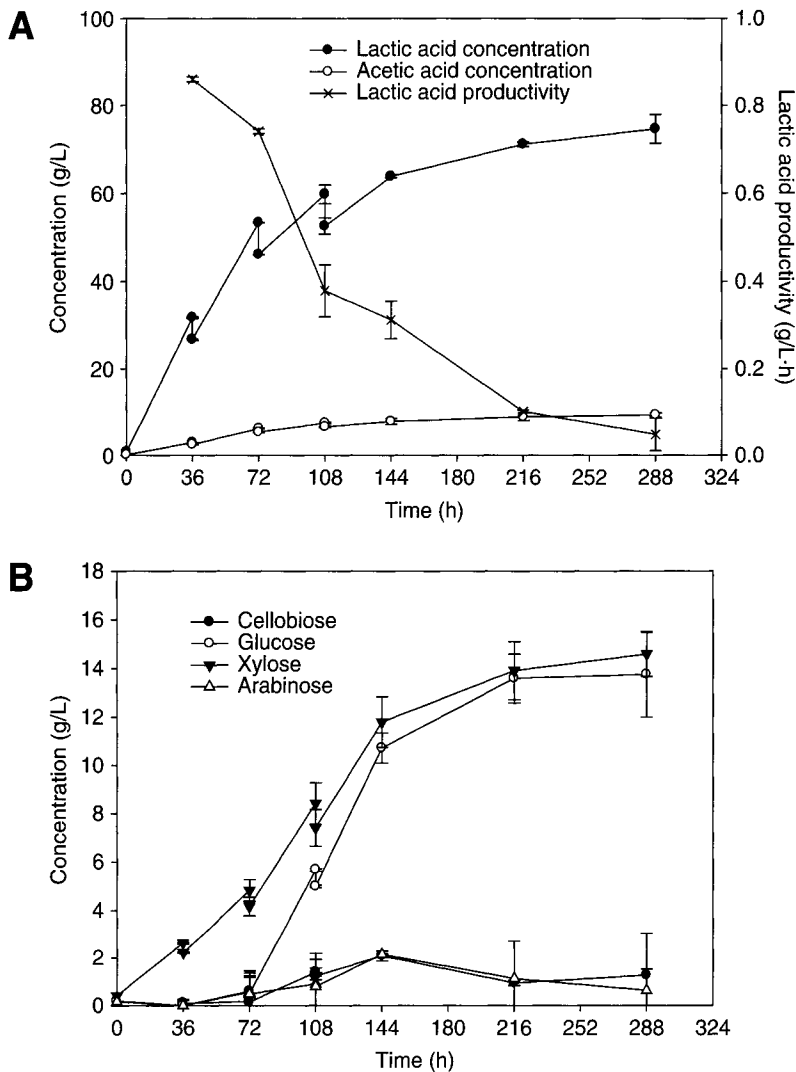 A
Lactic acid concentration
Acetic acid concentration
Lactic acid productivity
100
80
60
40
20
0
1.0
0.8
0.6
0.4
0.2
0.0
0 36 72 108 144 180 216 252 288 324
Concentration (g/L)
Lactic acid productivity (g/L·h)
Time (h)
B
Cellobiose
Glucose
Xylose
Arabinose
18
16
14
12
10
8
6
4
2
0
0 36 72 108 144 180 216 252 288 324
Concentration (g/L)
Time (h)